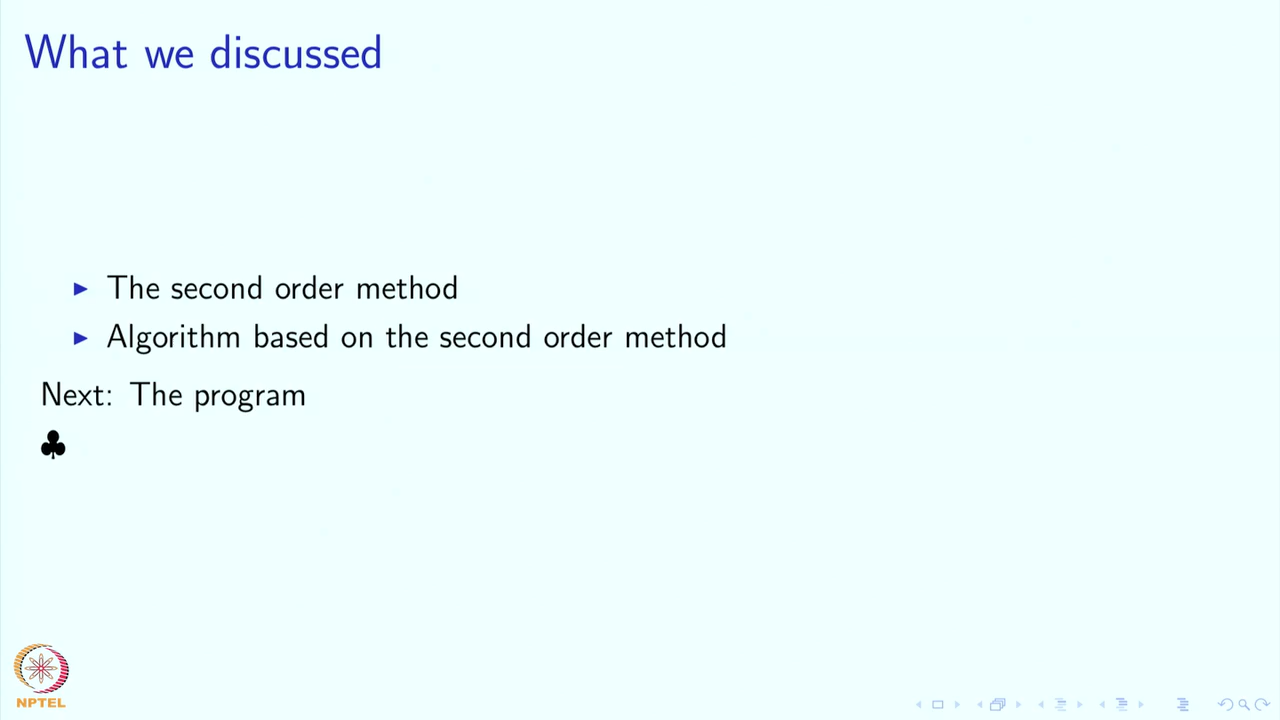 What we discussed
The second order method
Algorithm based on the second order method
Next: The program
NPTEL